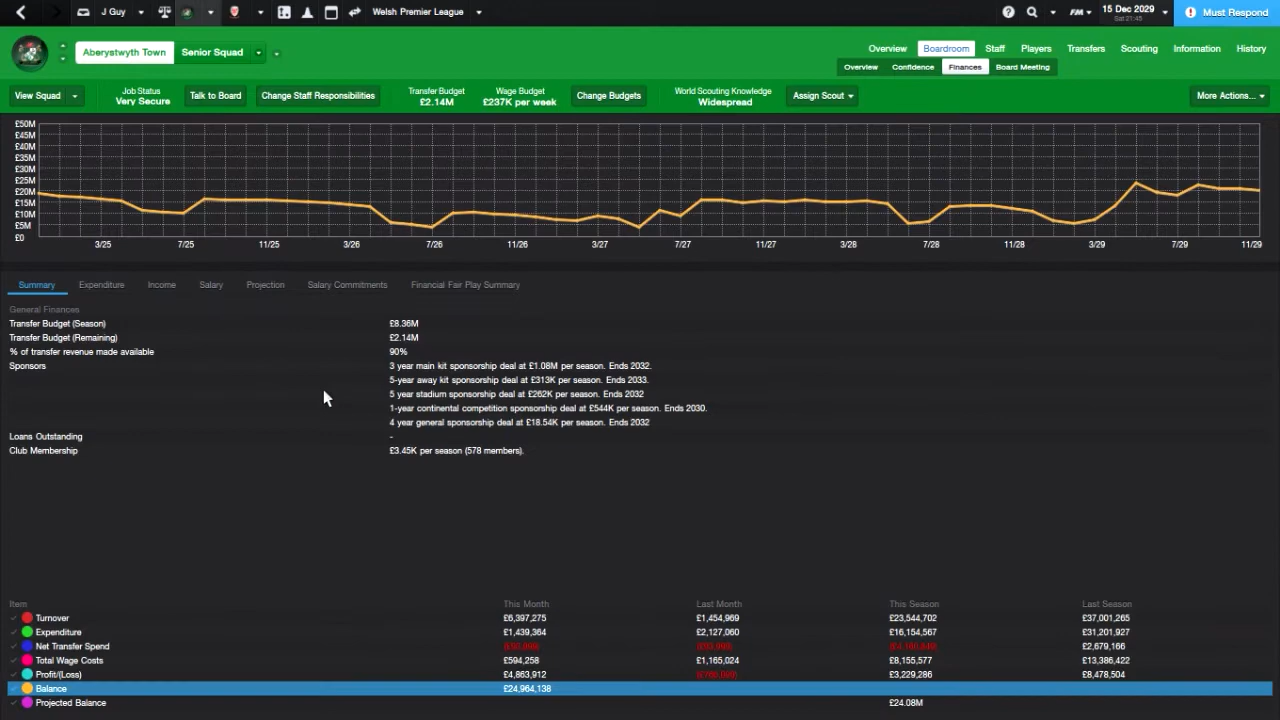 J Guy Welsh Premier League FM 15 Dec 2029 Sat 21:45 Must Respond
Aberystwyth Town Senior Squad Overview Boardroom Staff Players Transfers Scouting Information History
Overview Confidence Finances Board Meeting
View Squad Job Status Very Secure Talk to Board Change Staff Responsibilities Transfer Budget £2.14M Wage Budget £237K per week Change Budgets World Scouting Knowledge Widespread Assign Scout More Actions...
£50M
£45M
£40M
£35M
£30M
£25M
£20M
£15M
£10M
£5M
£0
3/25 7/25 11/25 3/26 7/26 11/26 3/27 7/27 11/27 3/28 7/28 11/28 3/29 7/29 11/29
Summary Expenditure Income Salary Projection Salary Commitments Financial Fair Play Summary
General Finances
Transfer Budget (Season) £8.36M
Transfer Budget (Remaining) £2.14M
% of transfer revenue made available 90%
Sponsors 3 year main kit sponsorship deal at £1.08M per season. Ends 2032.
5-year away kit sponsorship deal at £313K per season. Ends 2033.
5 year stadium sponsorship deal at £262K per season. Ends 2032
1-year continental competition sponsorship deal at £544K per season. Ends 2030.
4 year general sponsorship deal at £18.54K per season. Ends 2032
Loans Outstanding -
Club Membership £3.45K per season (578 members).
Item This Month Last Month This Season Last Season
Turnover £6,397,275 £1,454,969 £23,544,702 £37,001,265
Expenditure £1,439,364 £2,127,060 £16,154,567 £31,201,927
Net Transfer Spend £2,679,166
Total Wage Costs £594,258 £1,165,024 £8,155,577 £13,386,422
Profit/(Loss) £4,863,912 £3,229,286 £8,478,504
Balance £24,964,138
Projected Balance £24.08M